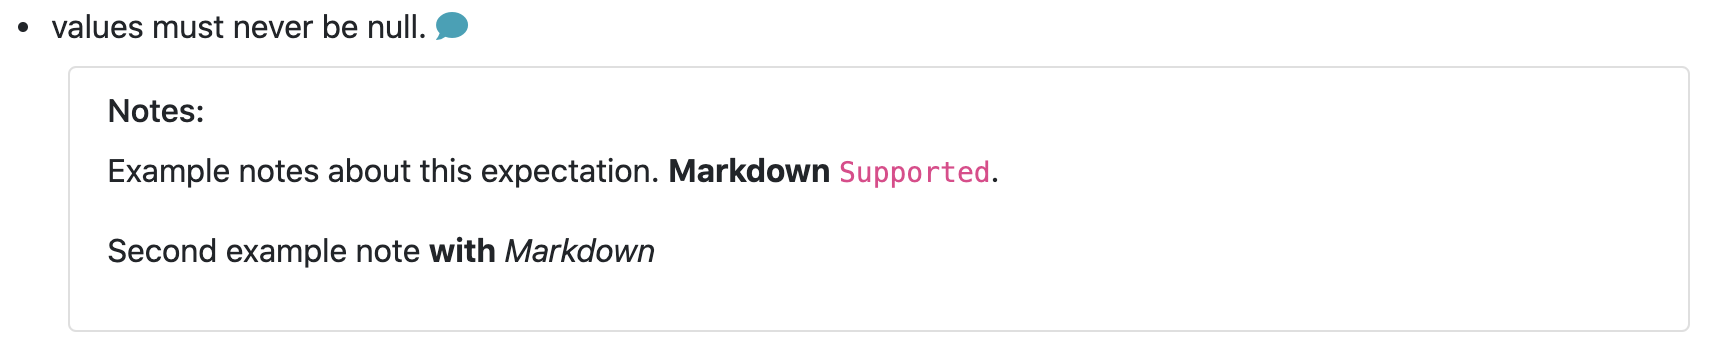 • values must never be null.
Notes:
Example notes about this expectation. Markdown Supported.
Second example note with Markdown